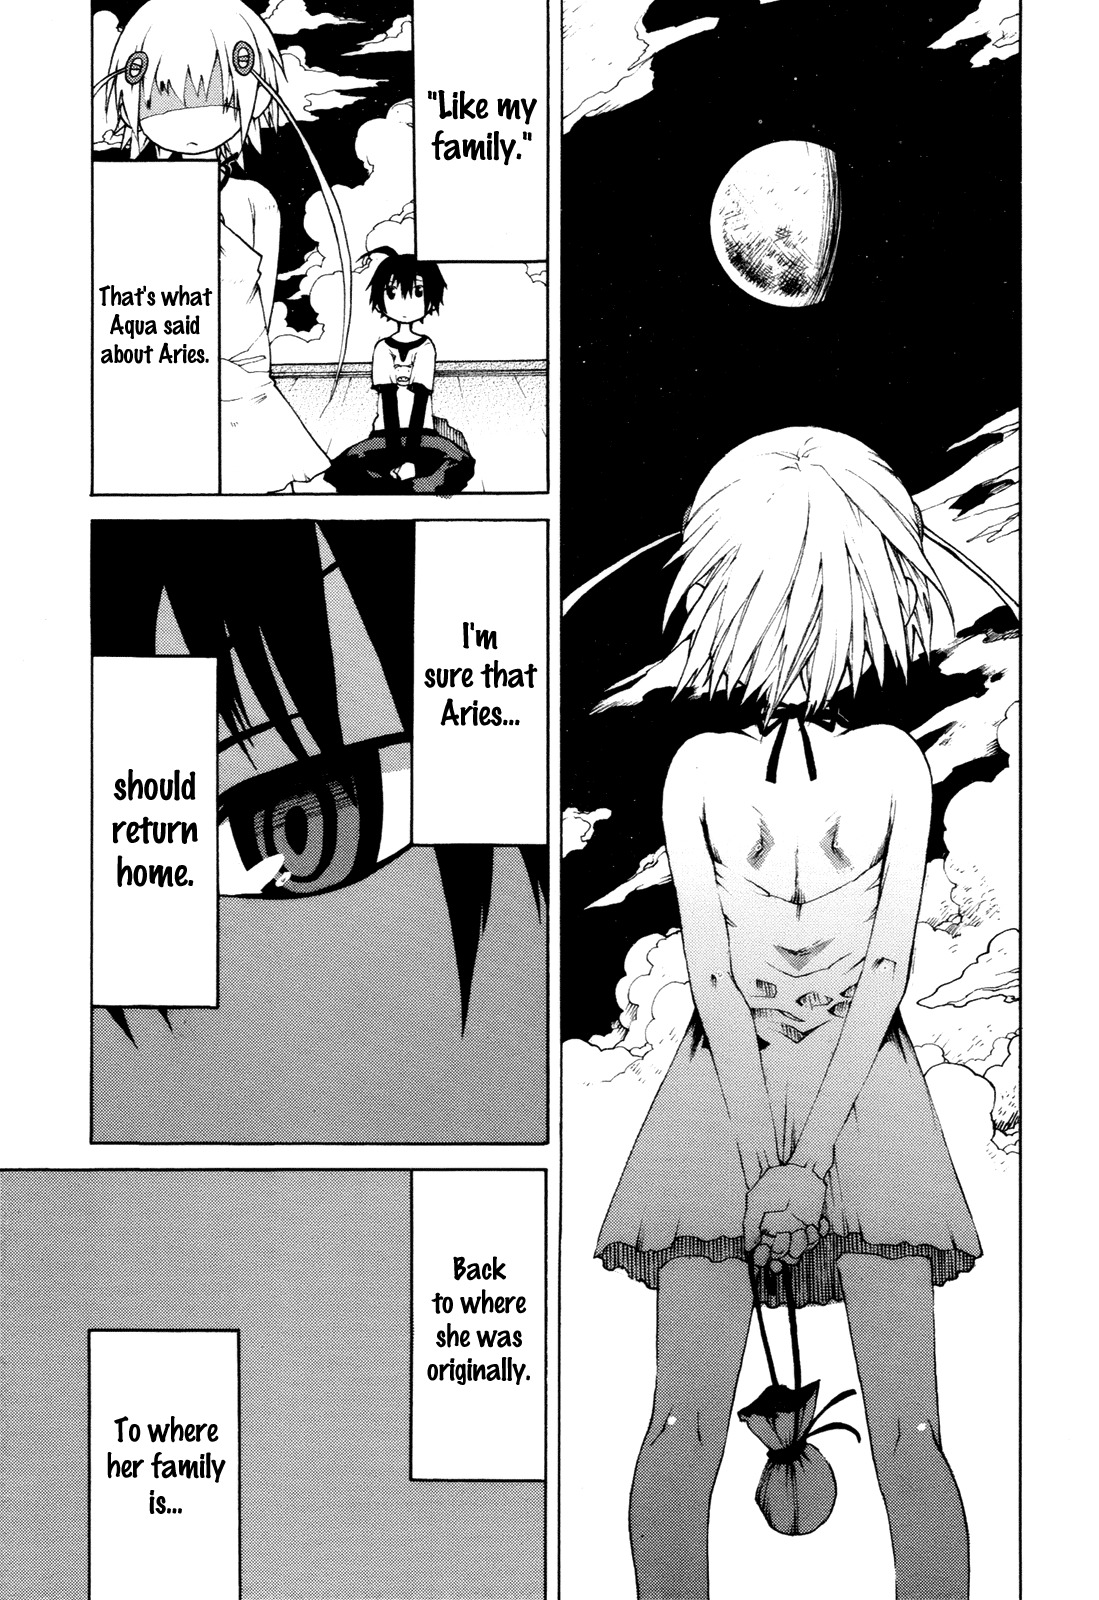 "Like my
family."
That's what
Aqua said
about Aries.
I'm
sure that
Aries...
should
return
home.
Back
to where
she was
originally.
To where
her family
is...